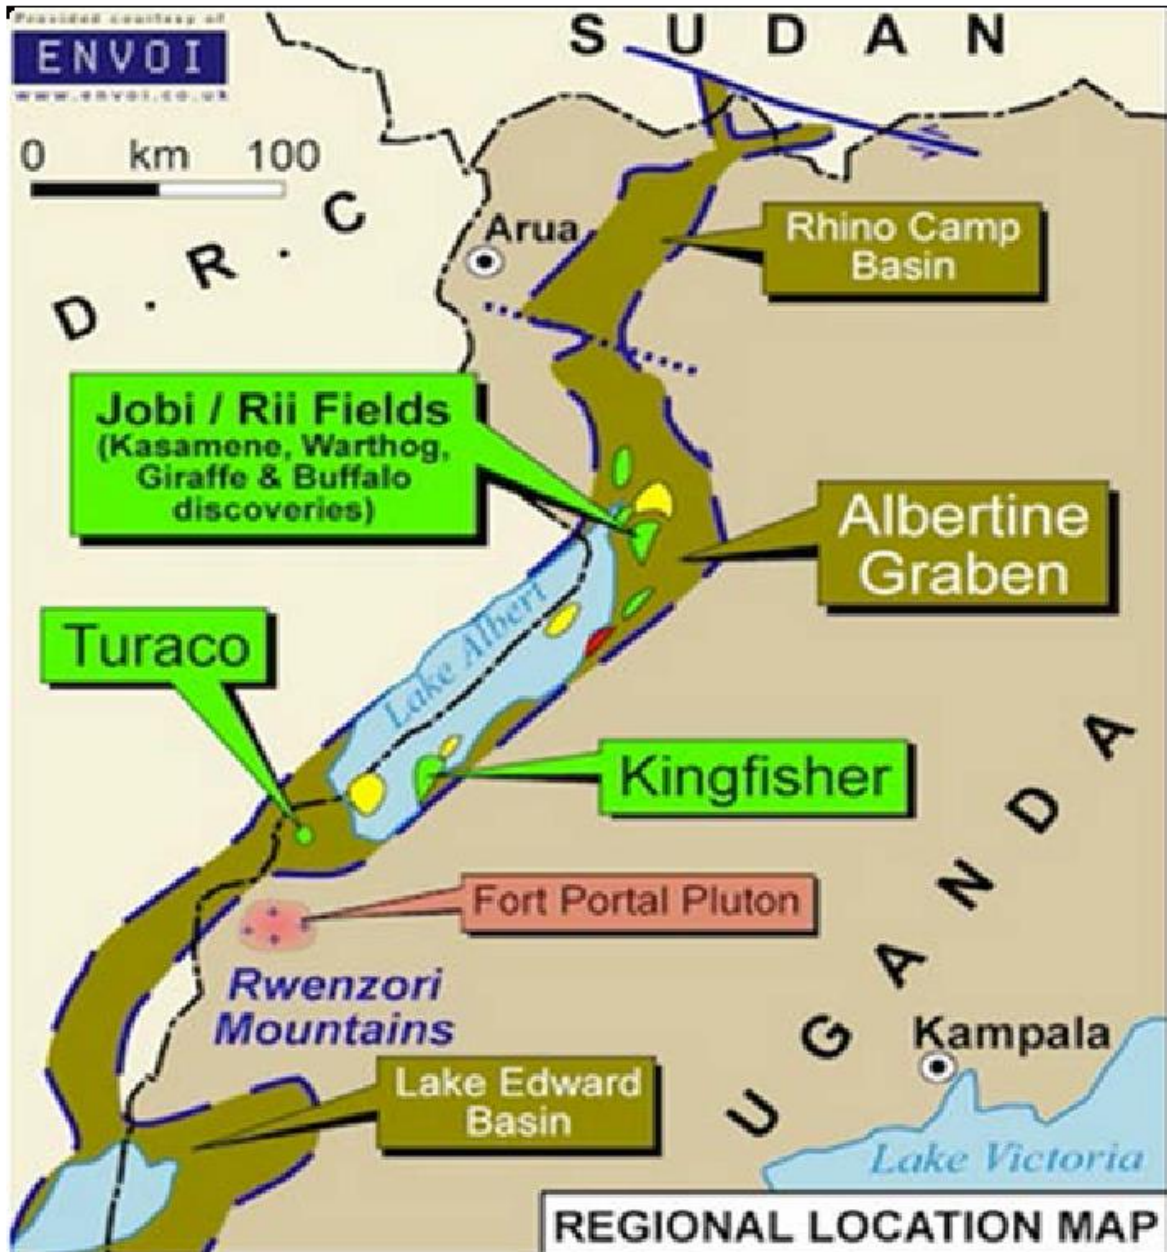 Provided courtesy of
ENVOI
www.envoi.co.uk
SUDAN
0 km 100
D.R.C
Arua
Rhino Camp
Basin
Jobi / Rii Fields
(Kasamene, Warthog,
Giraffe & Buffalo
discoveries)
Albertine
Graben
Lake Albert
Turaco
Kingfisher
Fort Portal Pluton
Rwenzori
Mountains
UGANDA
Kampala
Lake Edward
Basin
Lake Victoria
REGIONAL LOCATION MAP